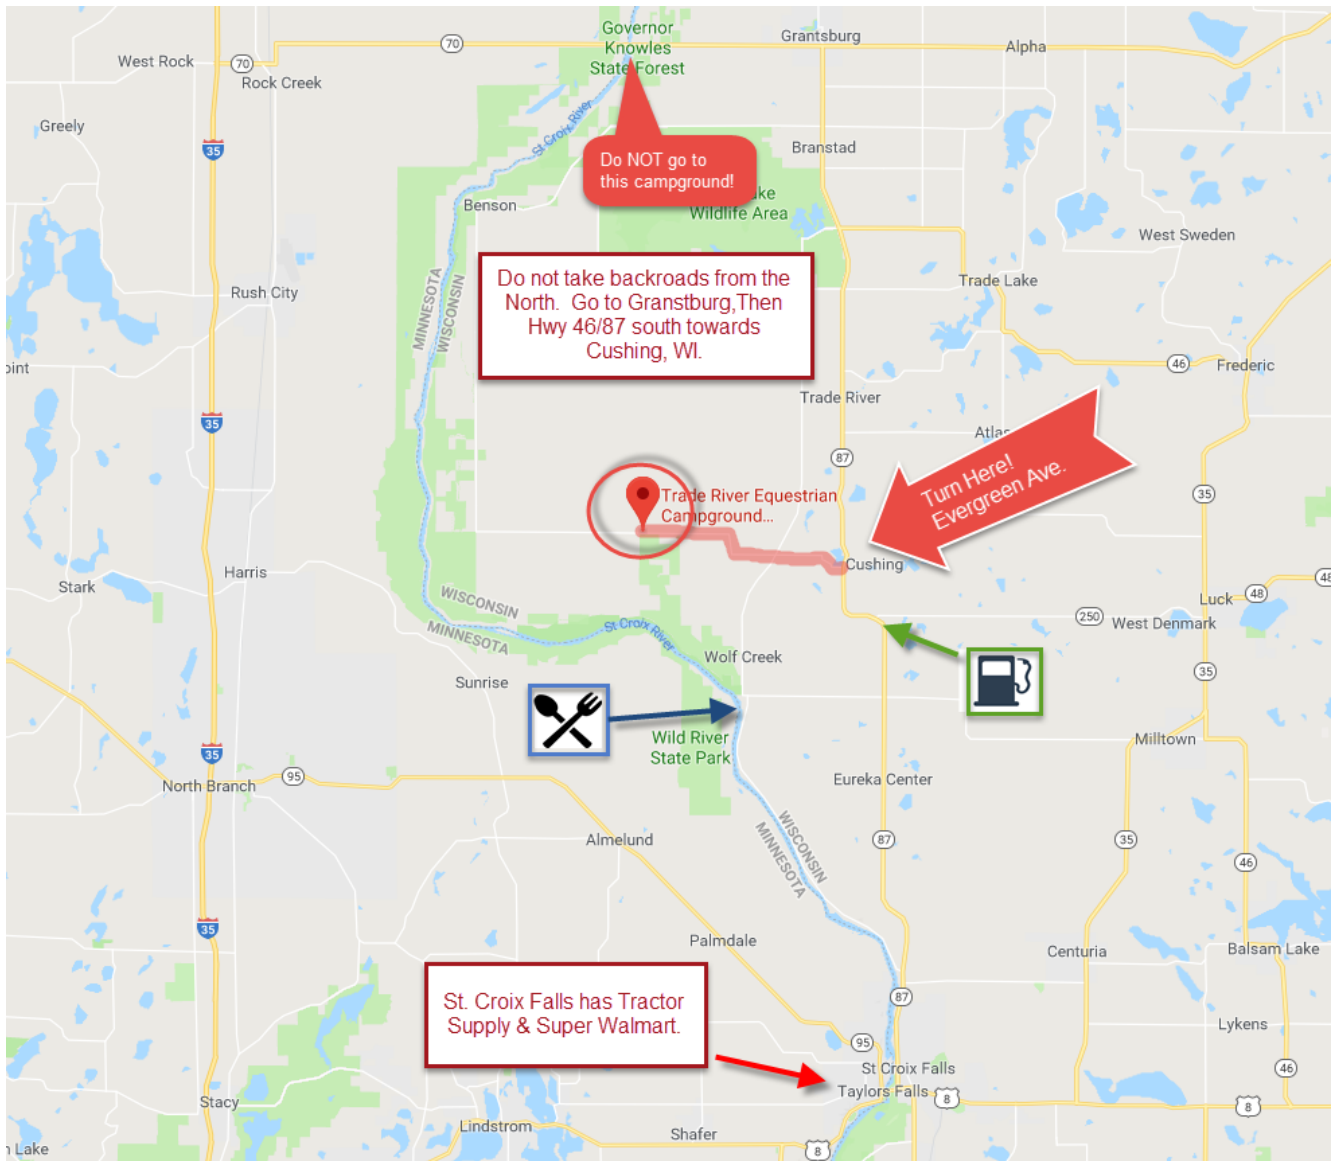 Governor
Knowles
State Forest
Grantsburg
70
Alpha
West Rock
70
Rock Creek
Greely
35
St Croix River
Do NOT go to
this campground!
Branstad
ake
Wildlife Area
Benson
West Sweden
Trade Lake
Rush City
MINNESOTA
WISCONSIN
Do not take backroads from the
North. Go to Granstburg,Then
Hwy 46/87 south towards
Cushing, WI.
oint
46
Frederic
Trade River
35
Atlas
87
Turn Here!
Evergreen Ave.
35
Trade River Equestrian
Campground...
Cushing
Harris
Stark
48
48
Luck
WISCONSIN
MINNESOTA
St Croix River
250
West Denmark
Wolf Creek
35
Sunrise
Wild River
State Park
Milltown
35
North Branch
95
Eureka Center
WISCONSIN
MINNESOTA
Almelund
87
35
46
35
Palmdale
Centuria
Balsam Lake
St. Croix Falls has Tractor
Supply & Super Walmart.
87
Lykens
95
St Croix Falls
46
Taylors Falls
8
8
Stacy
Lindstrom
Shafer
8
n Lake